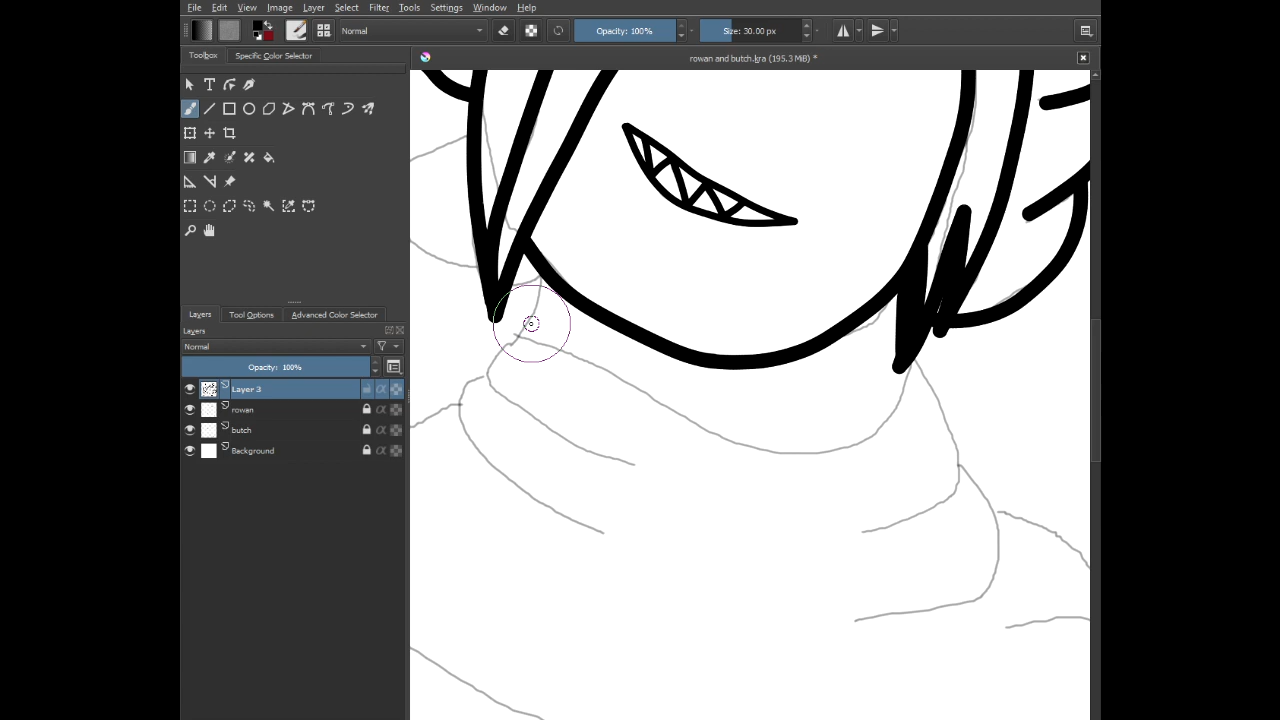 File Edit View Image Layer Select Filter Tools Settings Window Help
Normal Opacity: 100% Size: 30.00 px
Toolbox Specific Color Selector
rowan and butch.kra (195.3 MiB) *
Layers Tool Options Advanced Color Selector
Layers
Normal
Opacity: 100%
Layer 3
rowan
butch
Background